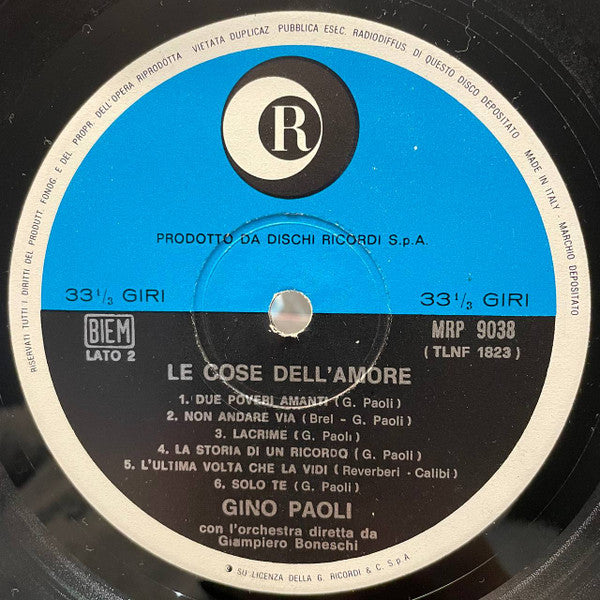 RISERVATI TUTTI I DIRITTI DEL PRODUTT. FONOG. E DEL PROPR. DELL'OPERA RIPRODOTTA VIETATA DUPLICAZ PUBBLICA ESEC. RADIODIFFUS DI QUESTO DISCO DEPOSITATO MADE IN ITALY - MARCHIO DEPOSITATO
R
PRODOTTO DA DISCHI RICORDI S.p.A.
33 1/3 GIRI 33 1/3 GIRI
BIEM MRP 9038
LATO 2 ( TLNF 1823 )
LE COSE DELL'AMORE
1. DUE POVERI AMANTI ( G. Paoli )
2. NON ANDARE VIA ( Brel - G. Paoli )
3. LACRIME ( G. Paoli )
4. LA STORIA DI UN RICORDO ( G. Paoli )
5. L'ULTIMA VOLTA CHE LA VIDI ( Reverberi - Calibi )
6. SOLO TE ( G. Paoli )
GINO PAOLI
con l'orchestra diretta da
Giampiero Boneschi
SU LICENZA DELLA G. RICORDI & C. S.p.A